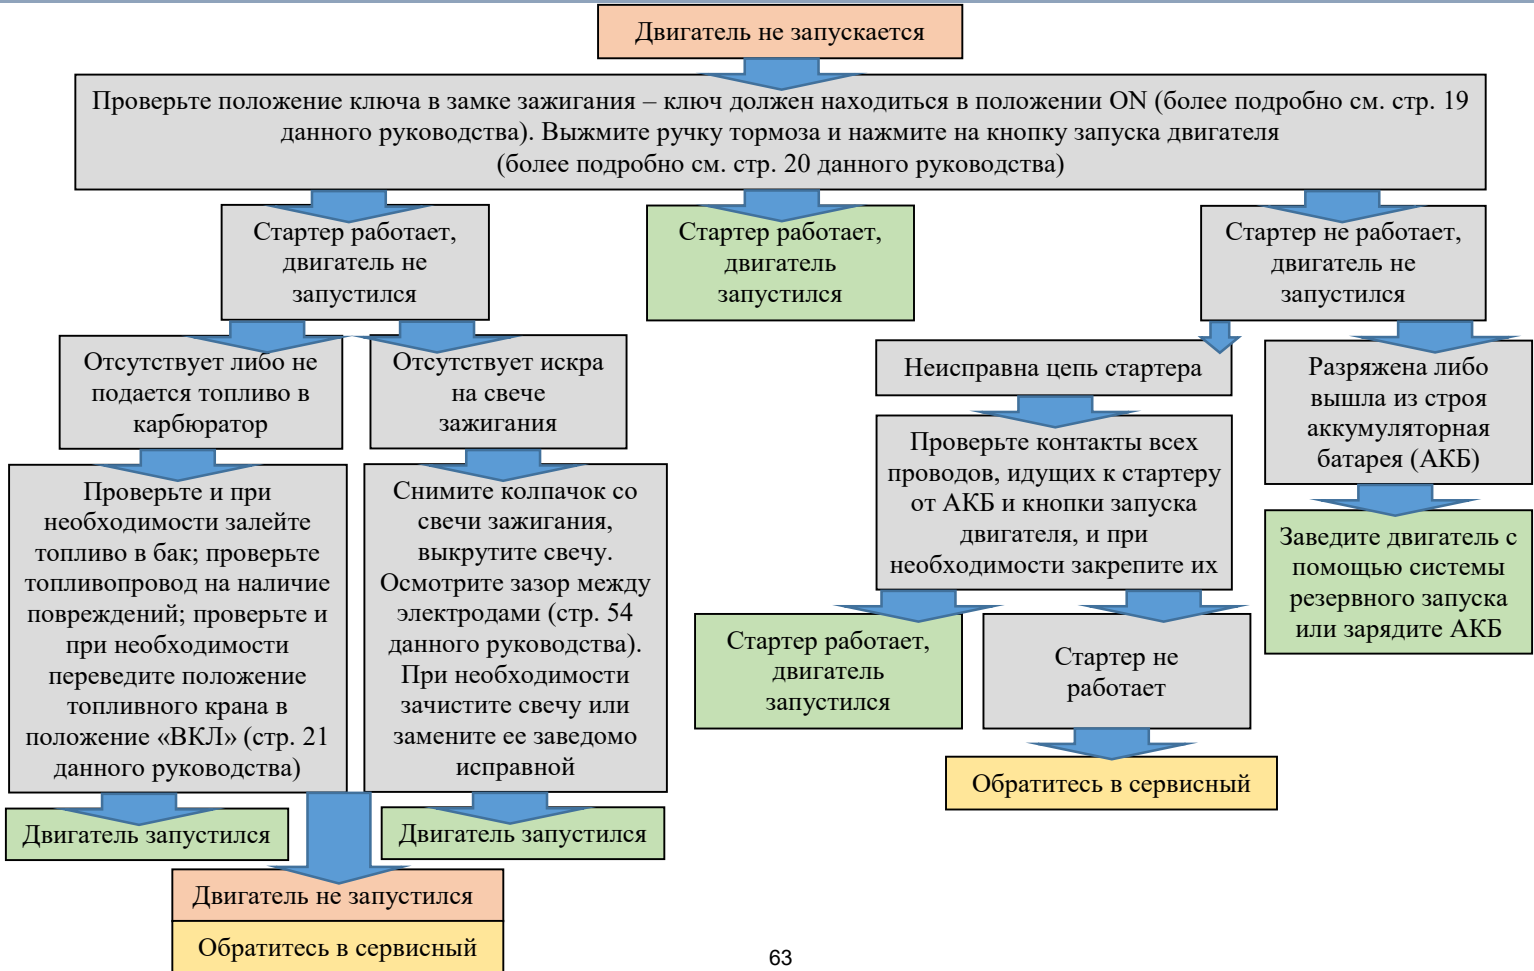 Двигатель не запускается
Проверьте положение ключа в замке зажигания – ключ должен находиться в положении ON (более подробно см. стр. 19
данного руководства). Выжмите ручку тормоза и нажмите на кнопку запуска двигателя
(более подробно см. стр. 20 данного руководства)
Стартер работает,
двигатель не
запустился
Стартер работает,
двигатель
запустился
Стартер не работает,
двигатель не
запустился
Отсутствует либо не
подается топливо в
карбюратор
Отсутствует искра
на свече
зажигания
Неисправна цепь стартера
Разряжена либо
вышла из строя
аккумуляторная
батарея (АКБ)
Проверьте и при
необходимости залейте
топливо в бак; проверьте
топливопровод на наличие
повреждений; проверьте и
при необходимости
переведите положение
топливного крана в
положение «ВКЛ» (стр. 21
данного руководства)
Снимите колпачок со
свечи зажигания,
выкрутите свечу.
Осмотрите зазор между
электродами (стр. 54
данного руководства).
При необходимости
зачистите свечу или
замените ее заведомо
исправной
Проверьте контакты всех
проводов, идущих к стартеру
от АКБ и кнопки запуска
двигателя, и при
необходимости закрепите их
Заведите двигатель с
помощью системы
резервного запуска
или зарядите АКБ
Стартер работает,
двигатель
запустился
Стартер не
работает
Обратитесь в сервисный
Двигатель запустился
Двигатель запустился
Двигатель не запустился
Обратитесь в сервисный
63